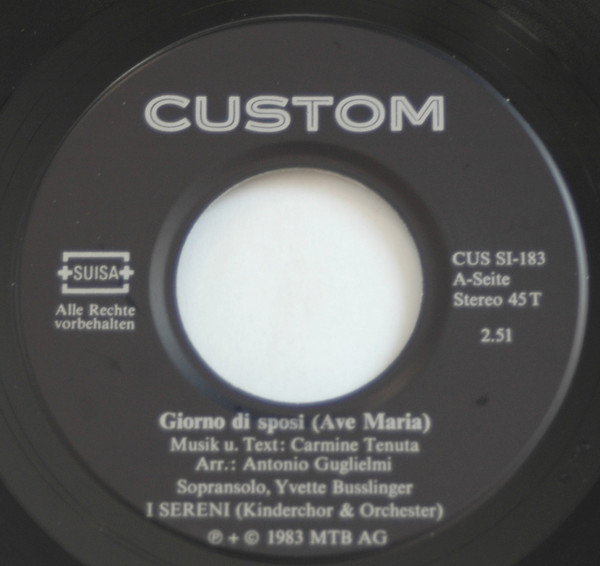 CUSTOM
SUISA
Alle Rechte
vorbehalten
CUS SI-183
A-Seite
Stereo 45 T
2.51
Giorno di sposi (Ave Maria)
Musik u. Text: Carmine Tenuta
Arr.: Antonio Guglielmi
Sopransolo, Yvette Busslinger
I SERENI (Kinderchor & Orchester)
℗ + © 1983 MTB AG